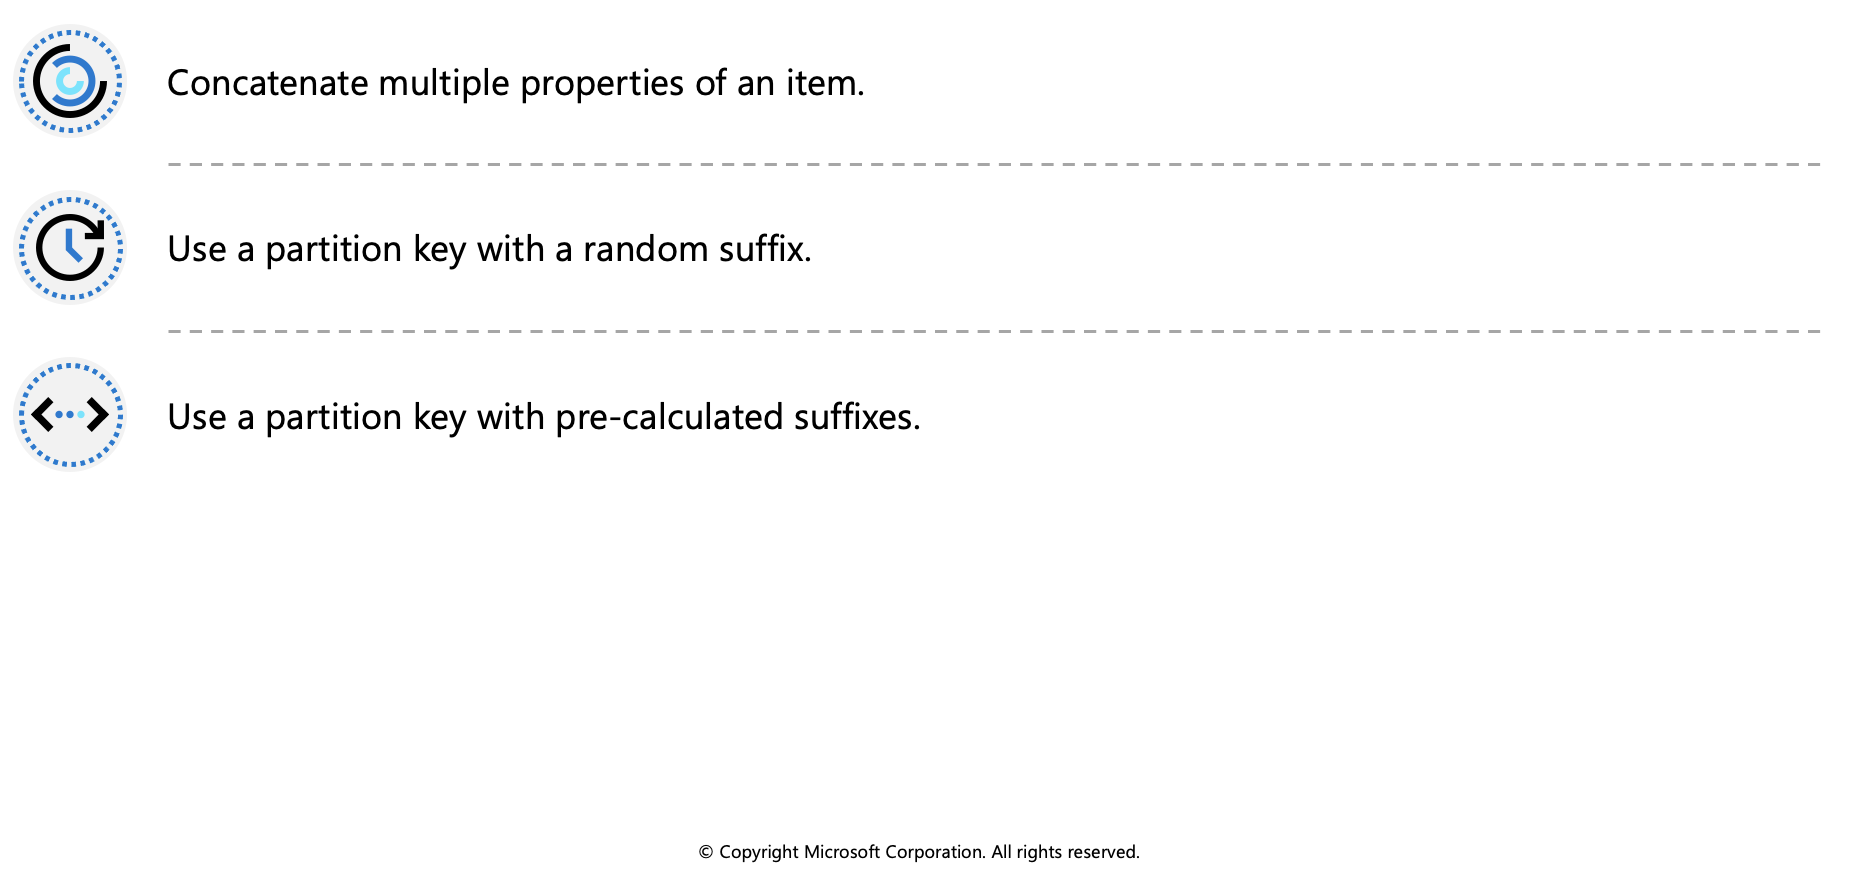 Concatenate multiple properties of an item.
Use a partition key with a random suffix.
Use a partition key with pre-calculated suffixes.
© Copyright Microsoft Corporation. All rights reserved.